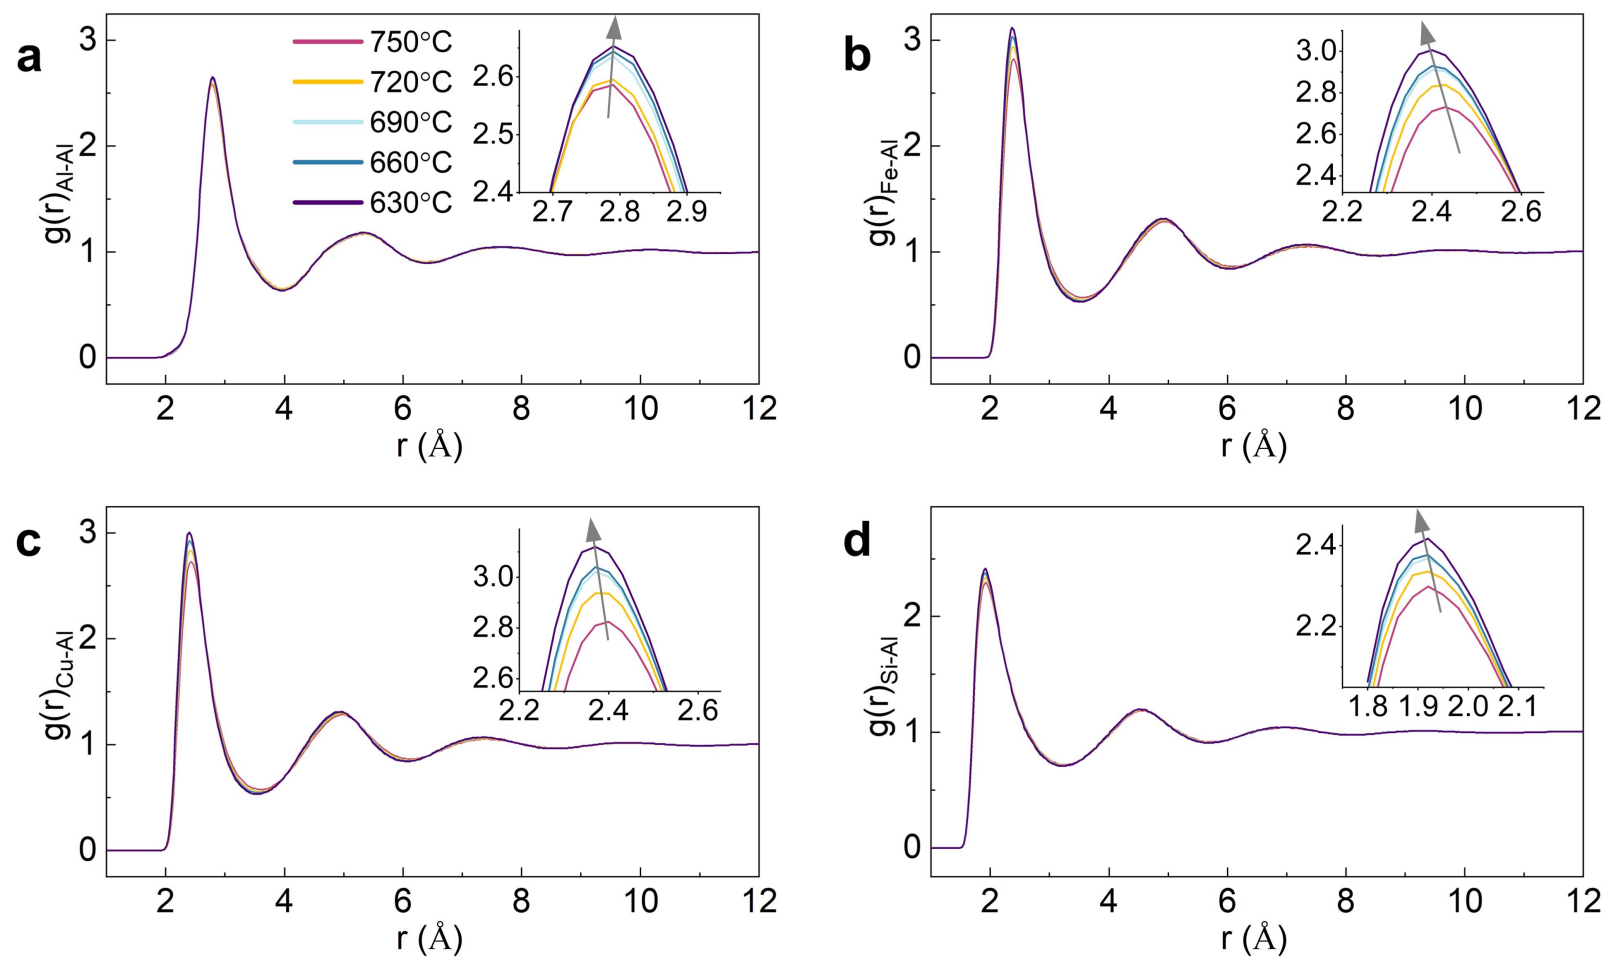 a
g(r)Al-Al
3
2
1
0
750°C
720°C
690°C
660°C
630°C
2.6
2.5
2.4
2.7 2.8 2.9
2 4 6 8 10 12
r (Å)
b
g(r)Fe-Al
3
2
1
0
3.0
2.8
2.6
2.4
2.2 2.4 2.6
2 4 6 8 10 12
r (Å)
c
g(r)Cu-Al
3
2
1
0
3.0
2.8
2.6
2.2 2.4 2.6
2 4 6 8 10 12
r (Å)
d
g(r)Si-Al
2
1
0
2.4
2.2
1.8 1.9 2.0 2.1
2 4 6 8 10 12
r (Å)